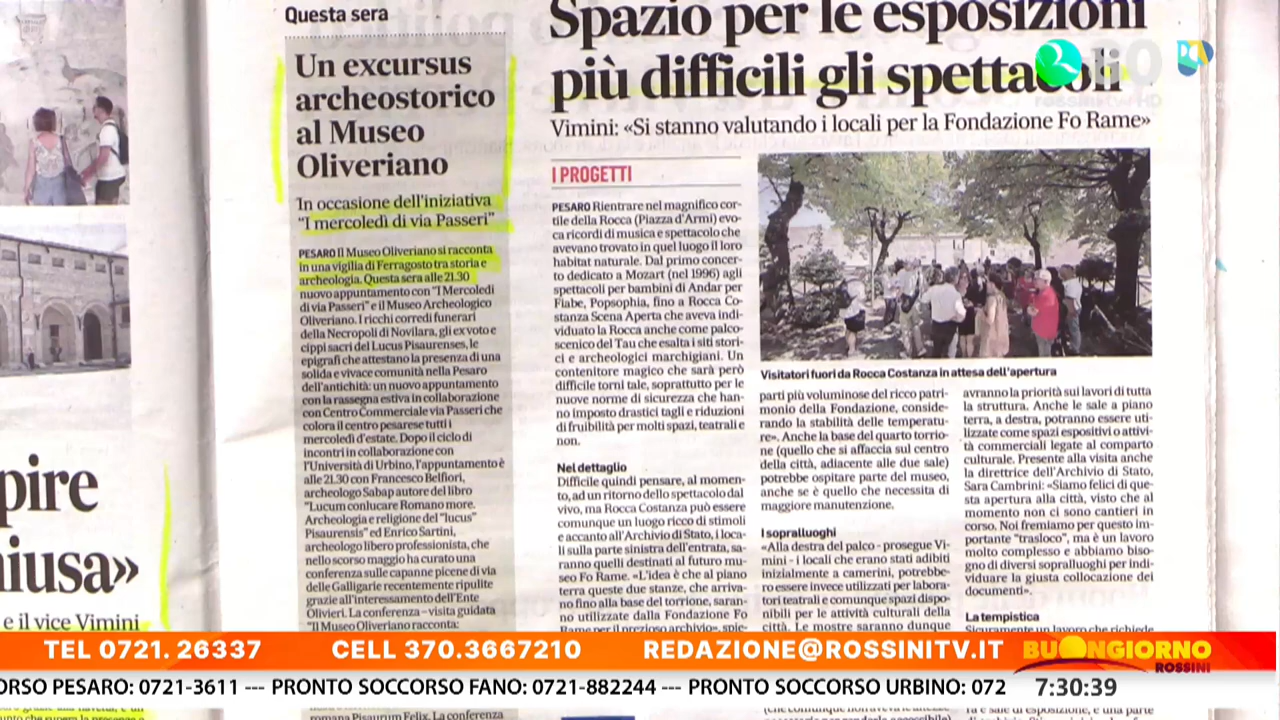 Questa sera
Un excursus
archeostorico
al Museo
Oliveriano
In occasione dell'iniziativa
"I mercoledì di via Passeri"
PESARO Il Museo Oliveriano si racconta
in una vigilia di Ferragosto tra storia e
archeologia. Questa sera alle 21.30
nuovo appuntamento con "I Mercoledì
di via Passeri" e il Museo Archeologico
Oliveriano. I ricchi corredi funerari
della Necropoli di Novilara, gli ex voto e
cippi sacri del Lucus Pisaurenses, le
epigrafi che attestano la presenza di una
solida e vivace comunità nella Pesaro
dell'antichità: un nuovo appuntamento
con la rassegna estiva in collaborazione
con Centro Commerciale via Passeri che
colora il centro pesarese tutti i
mercoledì d'estate. Dopo il ciclo di
incontri in collaborazione con
l'Università di Urbino, l'appuntamento è
alle 21.30 con Francesco Belfiori,
archeologo Sabap autore del libro
"Lucum conlucare Romano more.
Archeologia e religione del "lucus"
Pisaurensis" ed Enrico Sartini,
archeologo libero professionista, che
nello scorso maggio ha curato una
conferenza sulle capanne picene di via
delle Galligarie recentemente ripulite
grazie all'interessamento dell'Ente
Olivieri. La conferenza - visita guidata
"Il Museo Oliveriano racconta:
Spazio per le esposizioni
più difficili gli spettacoli
Vimini: «Si stanno valutando i locali per la Fondazione Fo Rame»
I PROGETTI
PESARO Rientrare nel magnifico cor-
tile della Rocca (Piazza d'Armi) evo-
ca ricordi di musica e spettacolo che
avevano trovato in quel luogo il loro
habitat naturale. Dal primo concer-
to dedicato a Mozart (nel 1996) agli
spettacoli per bambini di Andar per
Fiabe, Popsophia, fino a Rocca Co-
stanza Scena Aperta che aveva indi-
viduato la Rocca anche come palco-
scenico del Tau che esalta i siti stori-
ci e archeologici marchigiani. Un
contenitore magico che sarà però
difficile torni tale, soprattutto per le
nuove norme di sicurezza che han-
no imposto drastici tagli e riduzioni
di fruibilità per molti spazi, teatrali e
non.
Nel dettaglio
Difficile quindi pensare, al momen-
to, ad un ritorno dello spettacolo dal
vivo, ma Rocca Costanza può essere
comunque un luogo ricco di stimoli
e accanto all'Archivio di Stato, i loca-
li sulla parte sinistra dell'entrata, sa-
ranno quelli destinati al futuro mu-
seo Fo Rame. «L'idea è che al piano
terra queste due stanze, che arriva-
no fino alla base del torrione, saran-
no utilizzate dalla Fondazione Fo
Rame per il prezioso archivio», spie-
Visitatori fuori da Rocca Costanza in attesa dell'apertura
parti più voluminose del ricco patri-
monio della Fondazione, conside-
rando la stabilità delle temperatu-
re». Anche la base del quarto torrio-
ne (quello che si affaccia sul centro
della città, adiacente alle due sale)
potrebbe ospitare parte del museo,
anche se è quello che necessita di
maggiore manutenzione.
I sopralluoghi
«Alla destra del palco - prosegue Vi-
mini - i locali che erano stati adibiti
inizialmente a camerini, potrebbe-
ro essere invece utilizzati per labora-
tori teatrali e comunque spazi dispo-
nibili per le attività culturali della
città. Le mostre saranno dunque
avranno la priorità sui lavori di tutta
la struttura. Anche le sale a piano
terra, a destra, potranno essere uti-
lizzate come spazi espositivi o attivi-
tà commerciali legate al comparto
culturale. Presente alla visita anche
la direttrice dell'Archivio di Stato,
Sara Cambrini: «Siamo felici di que-
sta apertura alla città, visto che al
momento non ci sono cantieri in
corso. Noi fremiamo per questo im-
portante "trasloco", ma è un lavoro
molto complesso e abbiamo biso-
gno di diversi sopralluoghi per indi-
viduare la giusta collocazione dei
documenti».
La tempistica
Sicuramente un lavoro che richiede
pire
iusa»
e il vice Vimini
TEL 0721. 26337 CELL 370.3667210 REDAZIONE@ROSSINITV.IT BUONGIORNO
ROSSINI
ORSO PESARO: 0721-3611 --- PRONTO SOCCORSO FANO: 0721-882244 --- PRONTO SOCCORSO URBINO: 072 7:30:39
romana Pisaurum Felix. La conferenza